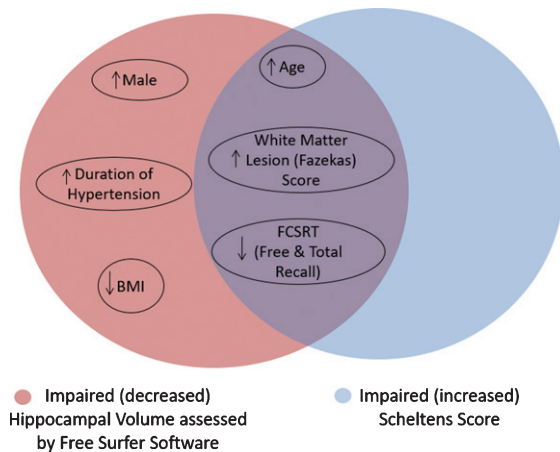 ↑Male
↑Age
↑Duration of
Hypertension
White Matter
↑ Lesion (Fazekas)
Score
FCSRT
↓ (Free & Total
Recall)
↓BMI
Impaired (decreased)
Hippocampal Volume assessed
by Free Surfer Software
Impaired (increased)
Scheltens Score